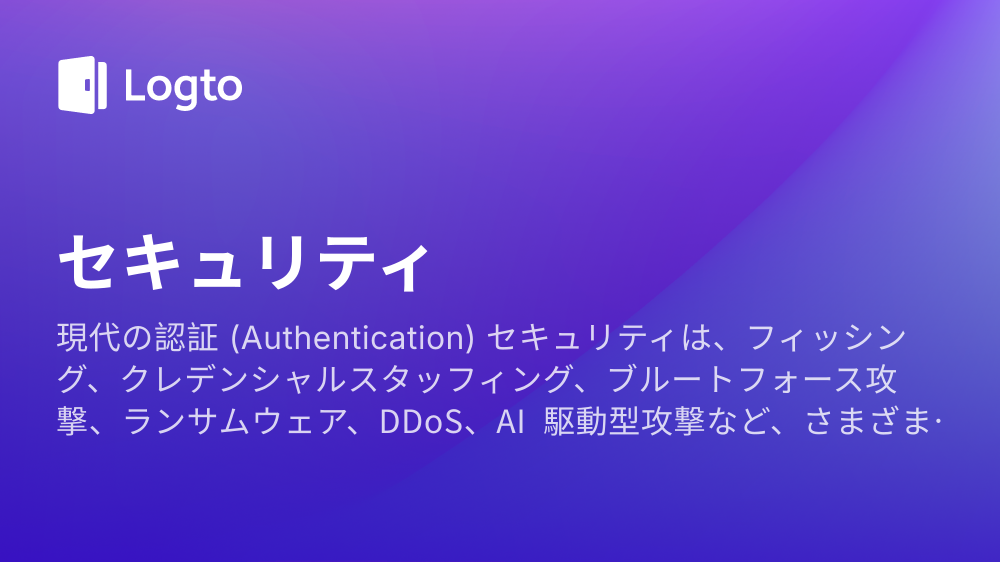 Logto
セキュリティ
現代の認証 (Authentication) セキュリティは、フィッシン
グ、クレデンシャルスタッフィング、ブルートフォース攻
撃、ランサムウェア、DDoS、AI 駆動型攻撃など、さまざま·